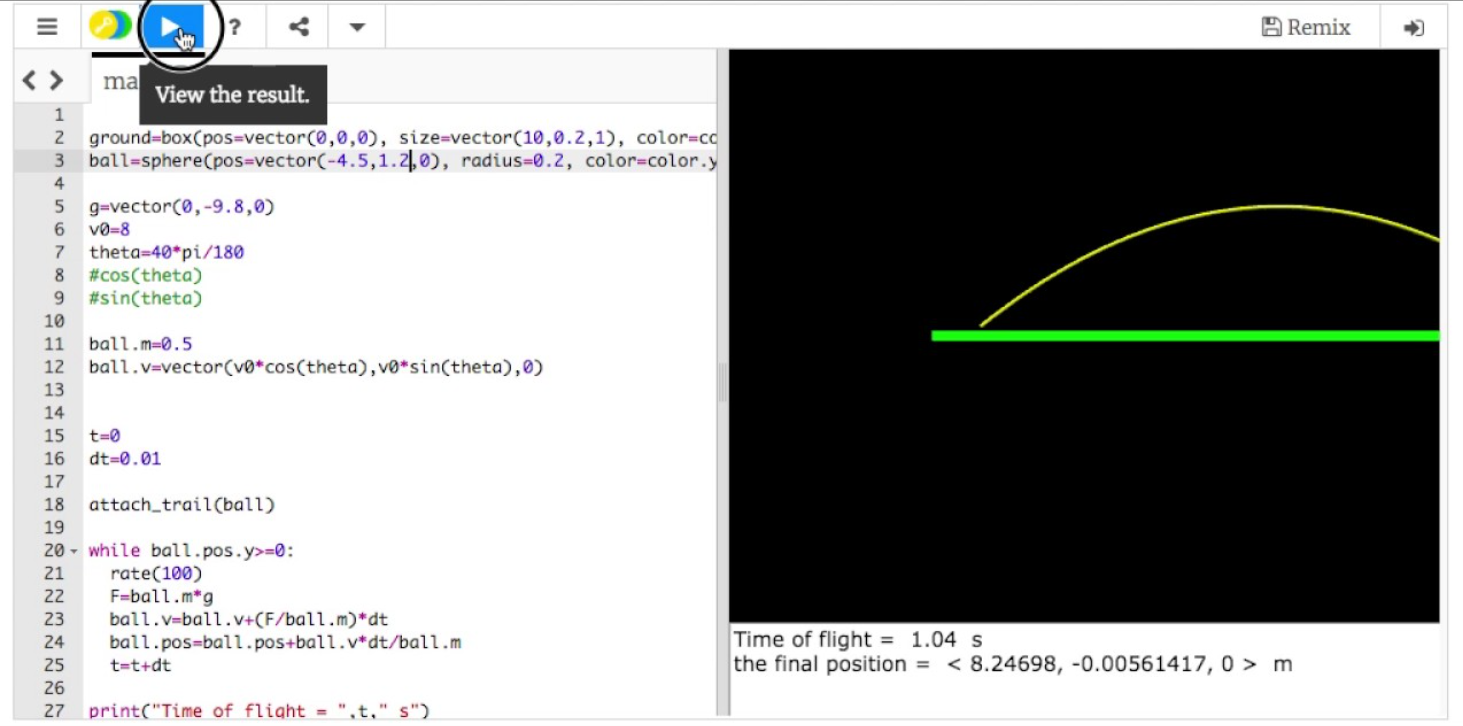 ? Remix
ma
View the result.
1
2 ground=box(pos=vector(0,0,0), size=vector(10,0.2,1), color=co
3 ball=sphere(pos=vector(-4.5,1.2,0), radius=0.2, color=color.y
4
5 g=vector(0,-9.8,0)
6 v0=8
7 theta=40*pi/180
8 #cos(theta)
9 #sin(theta)
10
11 ball.m=0.5
12 ball.v=vector(v0*cos(theta),v0*sin(theta),0)
13
14
15 t=0
16 dt=0.01
17
18 attach_trail(ball)
19
20 while ball.pos.y>=0:
21 rate(100)
22 F=ball.m*g
23 ball.v=ball.v+(F/ball.m)*dt
24 ball.pos=ball.pos+ball.v*dt/ball.m
25 t=t+dt
26
27 print("Time of flight = ",t," s")
Time of flight = 1.04 s
the final position = < 8.24698, -0.00561417, 0 > m